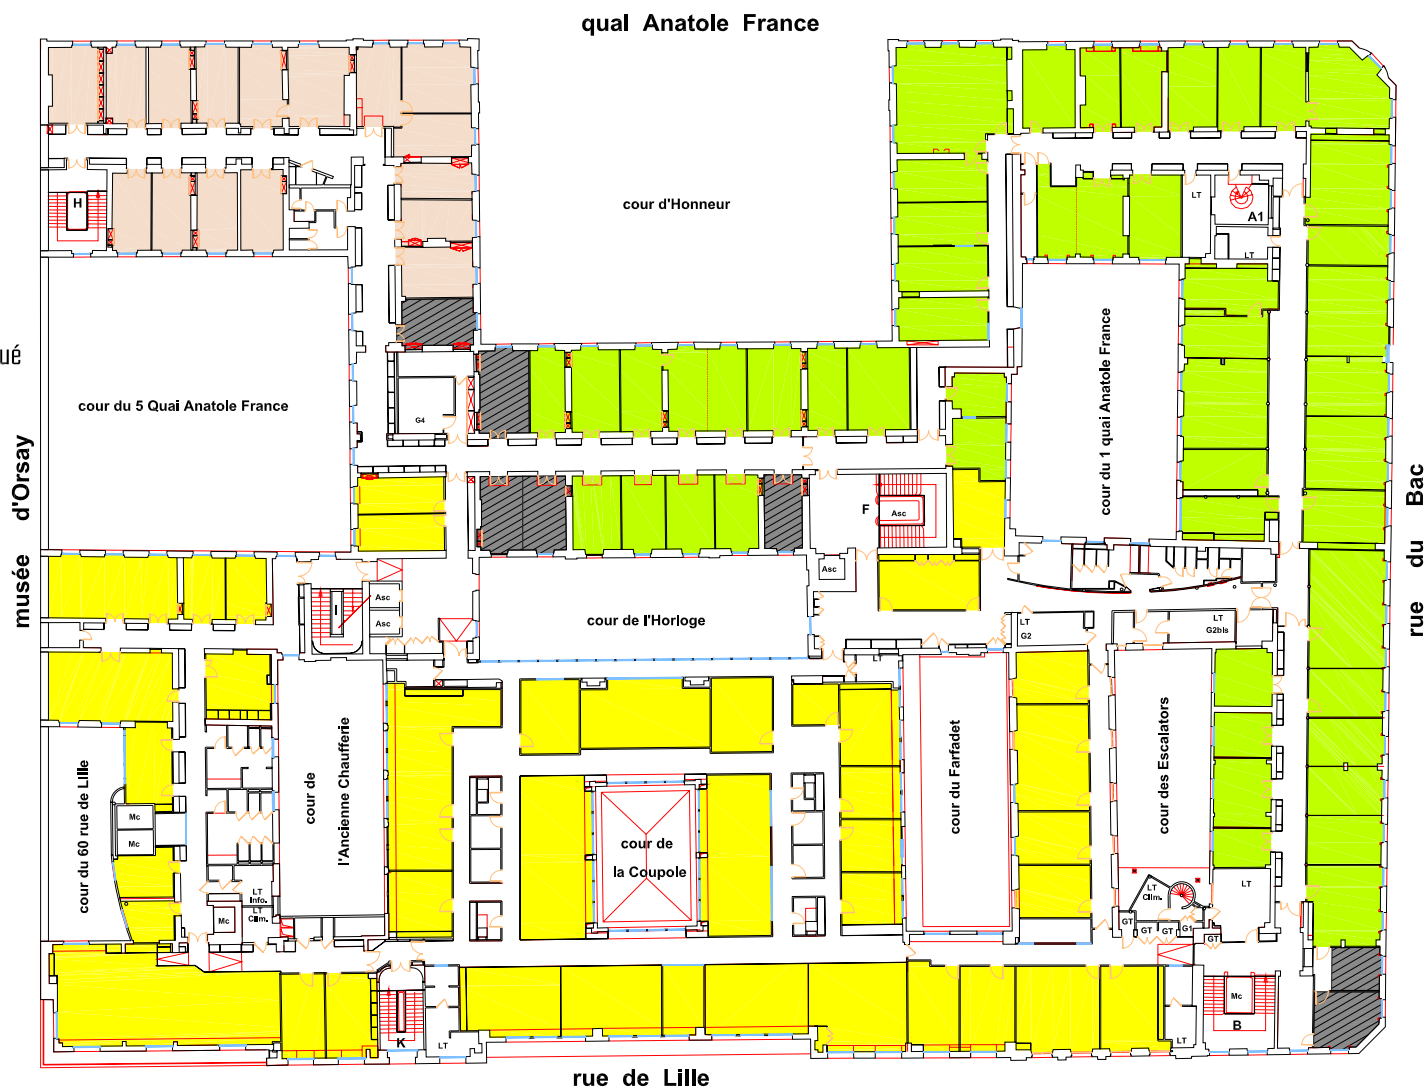 quai Anatole France
H
LT
A1
cour d'Honneur
LT
ué
cour du 5 Quai Anatole France
G4
cour du 1 quai Anatole France
musée d'Orsay
rue du Bac
F
Asc
Asc
Asc
I
Asc
cour de l'Horloge
LT
G2
LT
G2bis
LT
cour du 60 rue de Lille
cour de
l'Ancienne Chaufferie
cour du Farfadet
cour des Escalators
Mc
Mc
cour de
la Coupole
LT
Info.
LT
Clim.
Mc
LT
Clim.
LT
GT
GT
GT
G1
GT
Mc
B
K
LT
LT
rue de Lille